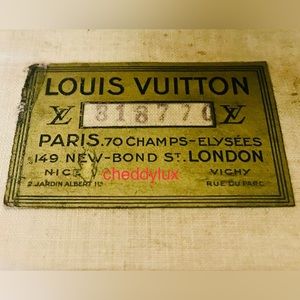 LOUIS VUITTON
LV 818770 LV
PARIS.70 CHAMPS-ELYSÉES
149 NEW-BOND ST. LONDON
NICE VICHY
cheddylux
2 JARDIN ALBERT 1ER RUE DU PARC